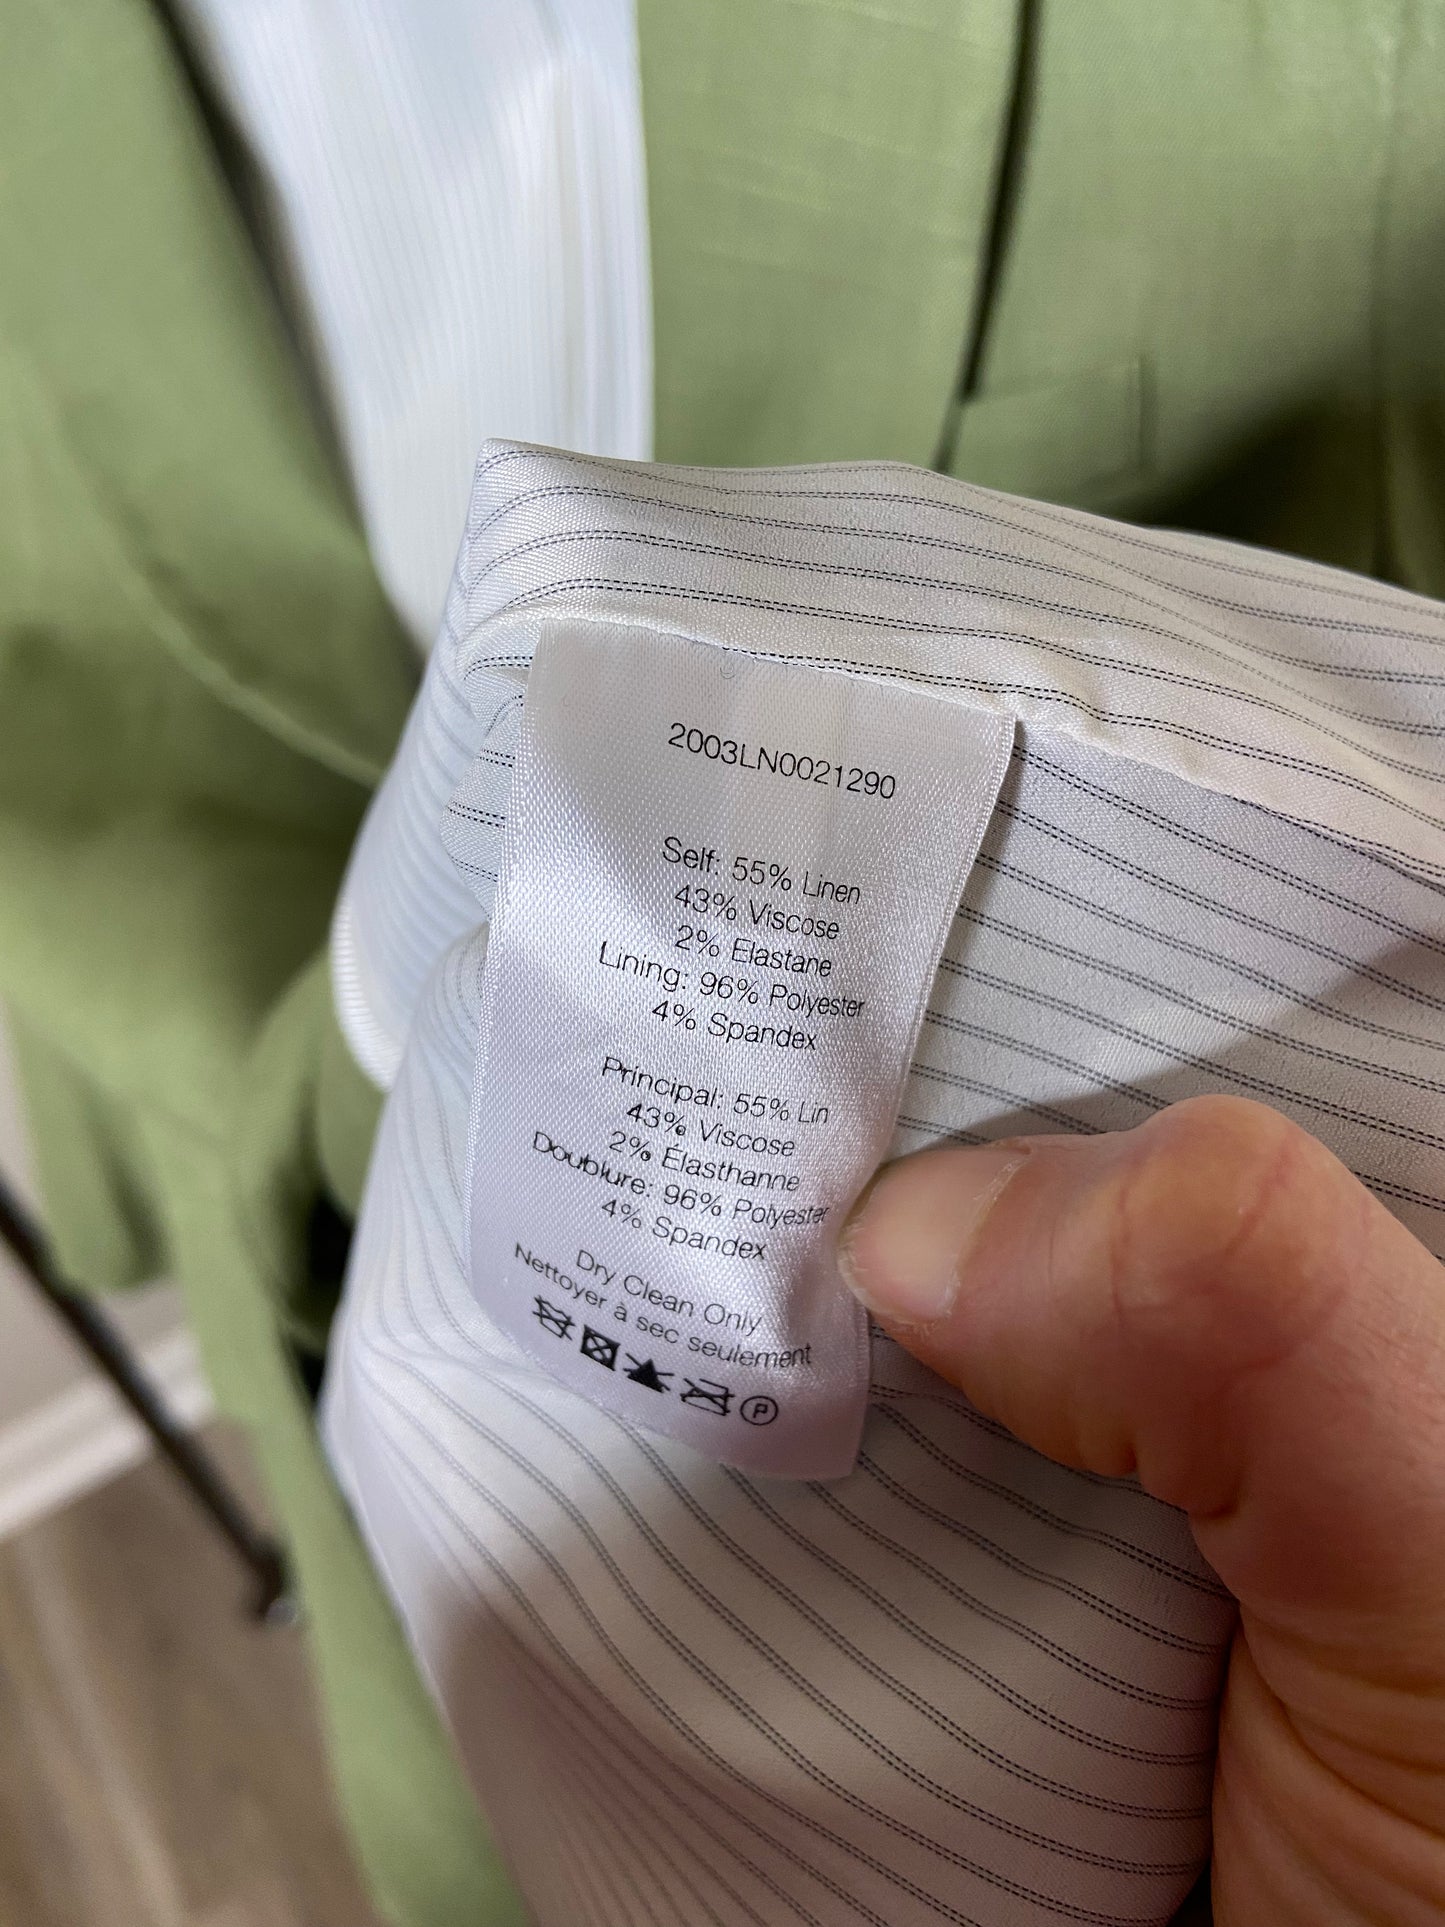 2003LN0021290
Self: 55% Linen
43% Viscose
2% Elastane
Lining: 96% Polyester
4% Spandex
Principal: 55% Lin
43% Viscose
2% Elasthanne
Doublure: 96% Polyester
4% Spandex
Dry Clean Only
Nettoyer à sec seulement
P